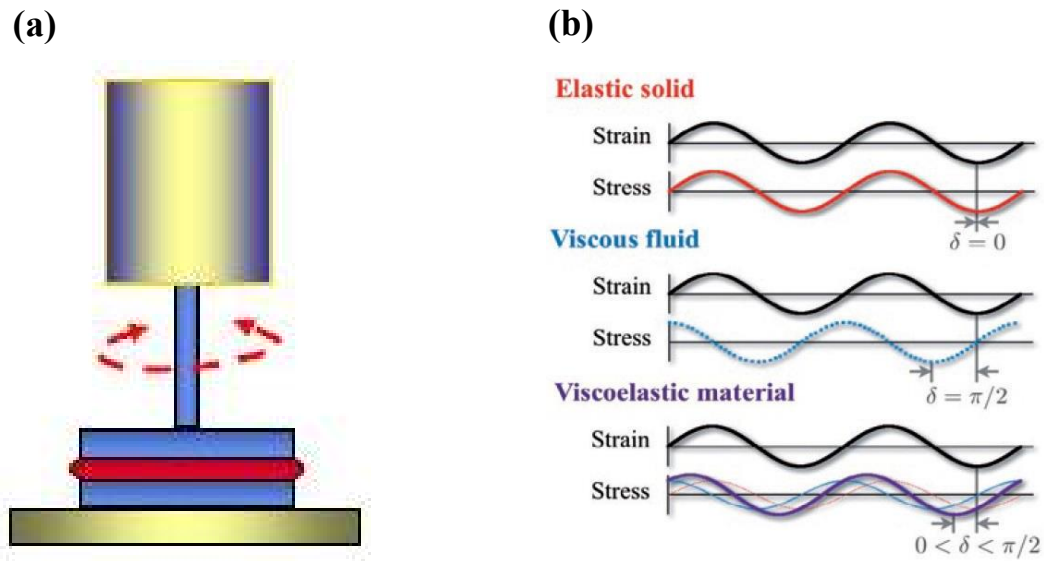 (a)
(b)
Elastic solid
Strain
Stress
δ = 0
Viscous fluid
Strain
Stress
δ = π/2
Viscoelastic material
Strain
Stress
0 < δ < π/2